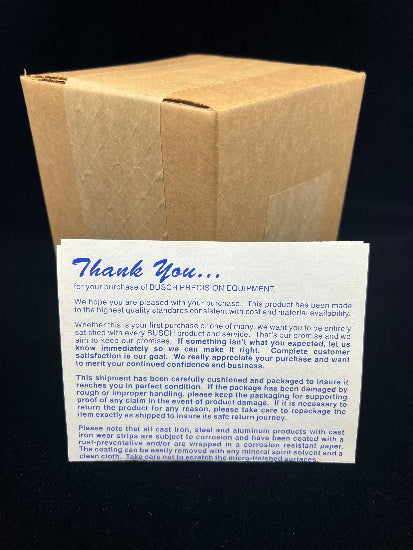 Thank You...
for your purchase of BUSCH PRECISION EQUIPMENT.
We hope you are pleased with your purchase. This product has been made
to the highest quality standards consistent with cost and material availability.
Whether this is your first purchase or one of many, we want you to be entirely
satisfied with every BUSCH product and service. That's our promise and we
aim to keep our promises. If something isn't what you expected, let us
know immediately so we can make it right. Complete customer
satisfaction is our goal. We really appreciate your purchase and want
to merit your continued confidence and business.
This shipment has been carefully cushioned and packaged to insure it
reaches you in perfect condition. If the package has been damaged by
rough or improper handling, please keep the packaging for supporting
proof of any claim in the event of product damage. If it is necessary to
return the product for any reason, please take care to repackage the
item exactly as shipped to insure its safe return journey.
Please note that all cast iron, steel and aluminum products with cast
iron wear strips are subject to corrosion and have been coated with a
rust-preventative and/or are wrapped in a corrosion resistant paper.
The coating can be easily removed with any mineral spirit solvent and a
clean cloth. Take care not to scratch the micro-finished surfaces.